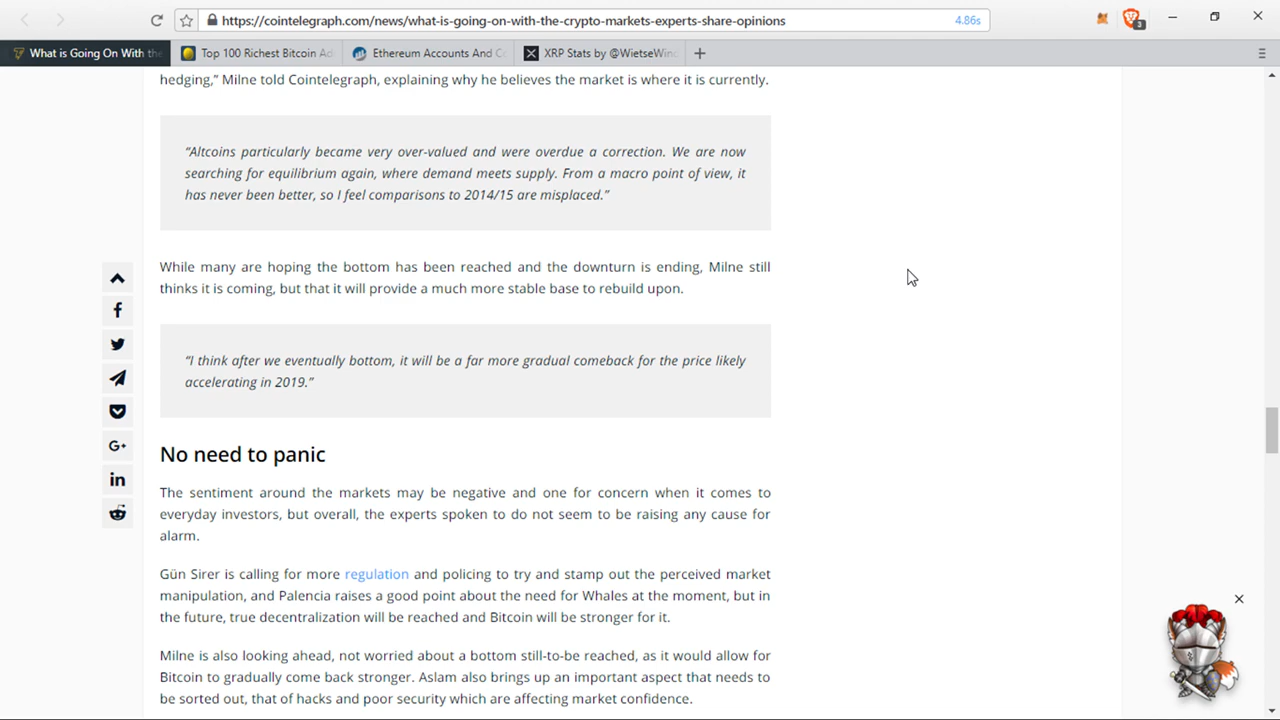 https://cointelegraph.com/news/what-is-going-on-with-the-crypto-markets-experts-share-opinions
4.86s
3
What is Going On With the
Top 100 Richest Bitcoin Ad
Ethereum Accounts And C
XRP Stats by @WietseWind
hedging,” Milne told Cointelegraph, explaining why he believes the market is where it is currently.
“Altcoins particularly became very over-valued and were overdue a correction. We are now
searching for equilibrium again, where demand meets supply. From a macro point of view, it
has never been better, so I feel comparisons to 2014/15 are misplaced.”
While many are hoping the bottom has been reached and the downturn is ending, Milne still
thinks it is coming, but that it will provide a much more stable base to rebuild upon.
“I think after we eventually bottom, it will be a far more gradual comeback for the price likely
accelerating in 2019.”
No need to panic
The sentiment around the markets may be negative and one for concern when it comes to
everyday investors, but overall, the experts spoken to do not seem to be raising any cause for
alarm.
Gün Sirer is calling for more regulation and policing to try and stamp out the perceived market
manipulation, and Palencia raises a good point about the need for Whales at the moment, but in
the future, true decentralization will be reached and Bitcoin will be stronger for it.
Milne is also looking ahead, not worried about a bottom still-to-be reached, as it would allow for
Bitcoin to gradually come back stronger. Aslam also brings up an important aspect that needs to
be sorted out, that of hacks and poor security which are affecting market confidence.